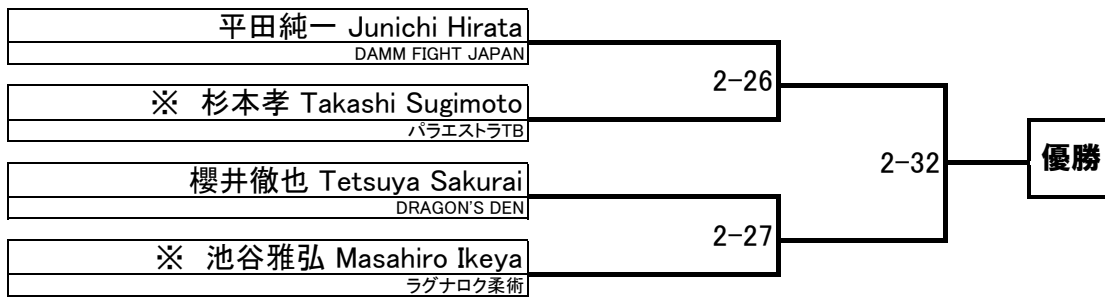 平田純一 Junichi Hirata
DAMM FIGHT JAPAN
2-26
※ 杉本孝 Takashi Sugimoto
パラエストラTB
2-32
優勝
櫻井徹也 Tetsuya Sakurai
DRAGON'S DEN
2-27
※ 池谷雅弘 Masahiro Ikeya
ラグナロク柔術